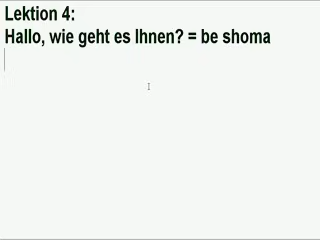 Lektion 4:
Hallo, wie geht es Ihnen? = be shoma